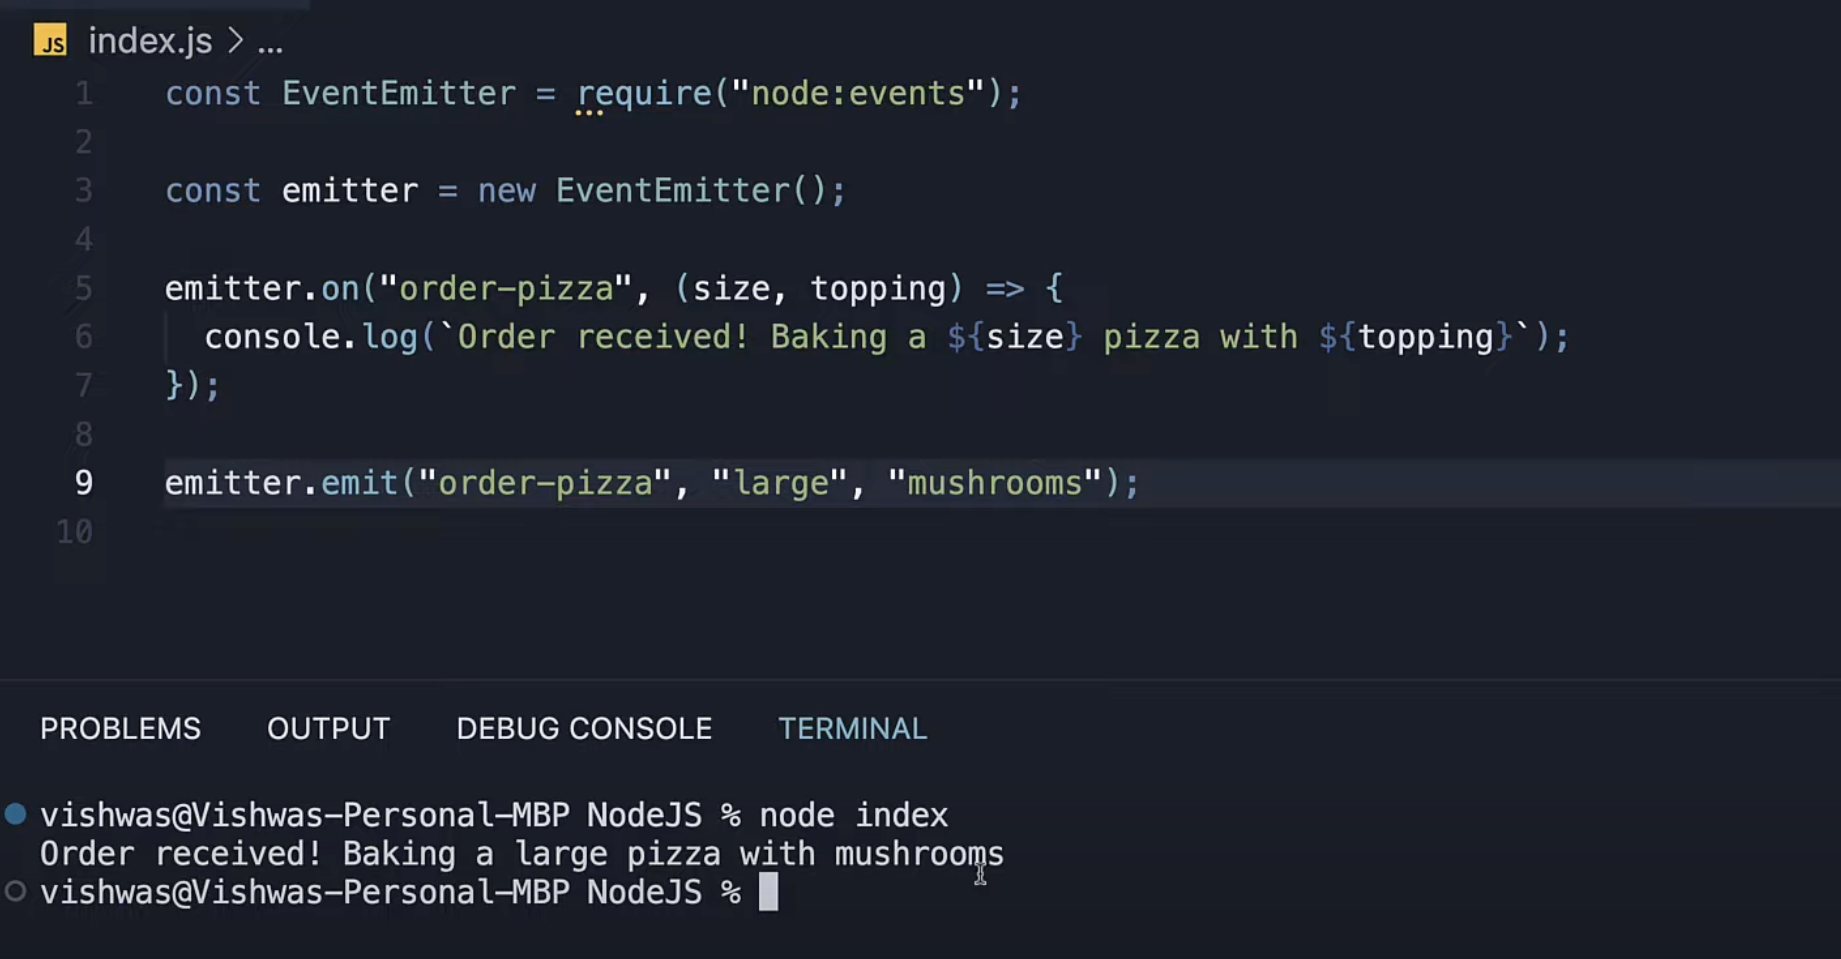 JS index.js > ...
1 const EventEmitter = require("node:events");
2
3 const emitter = new EventEmitter();
4
5 emitter.on("order-pizza", (size, topping) => {
6   console.log(`Order received! Baking a ${size} pizza with ${topping}`);
7 });
8
9 emitter.emit("order-pizza", "large", "mushrooms");
10
PROBLEMS OUTPUT DEBUG CONSOLE TERMINAL
vishwas@Vishwas-Personal-MBP NodeJS % node index
Order received! Baking a large pizza with mushrooms
vishwas@Vishwas-Personal-MBP NodeJS %